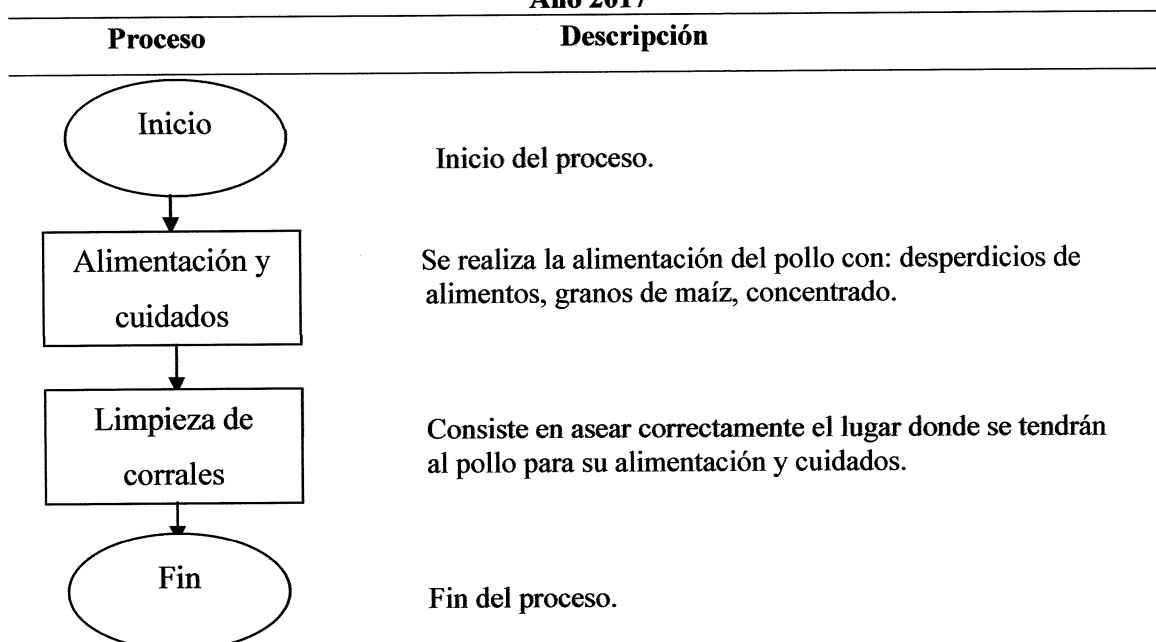 Año 2017
Proceso Descripción
Inicio
Inicio del proceso.
Alimentación y
cuidados
Se realiza la alimentación del pollo con: desperdicios de
alimentos, granos de maíz, concentrado.
Limpieza de
corrales
Consiste en asear correctamente el lugar donde se tendrán
al pollo para su alimentación y cuidados.
Fin
Fin del proceso.